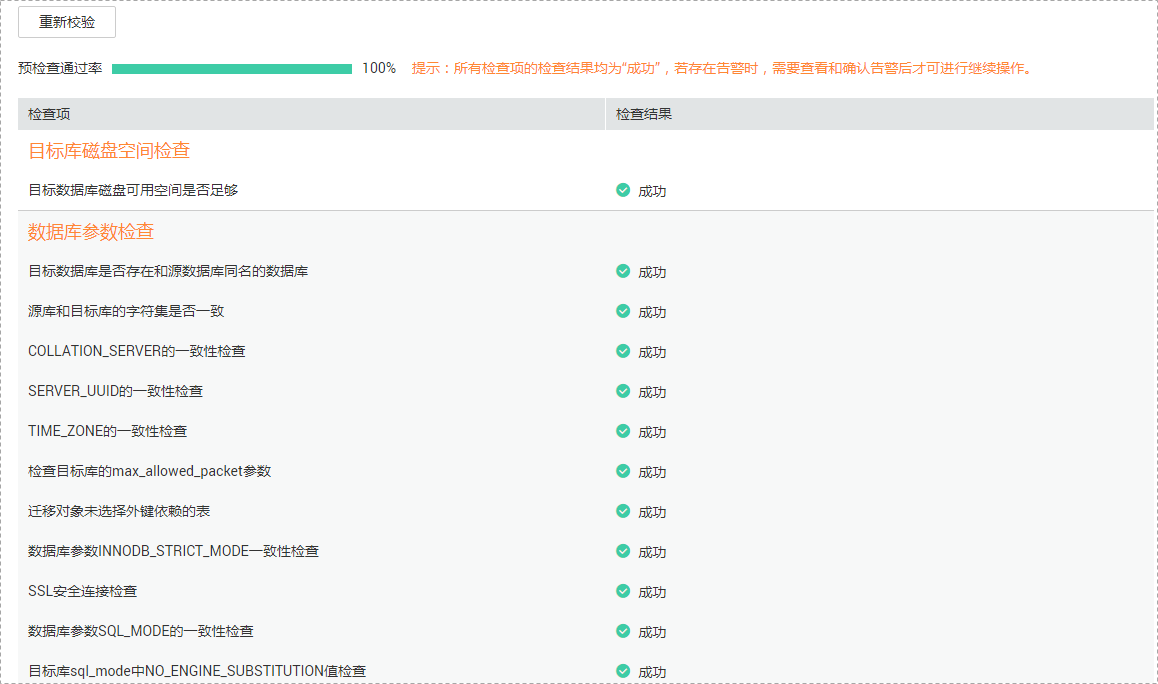 重新校验
预检查通过率 100% 提示：所有检查项的检查结果均为“成功”，若存在告警时，需要查看和确认告警后才可进行继续操作。
检查项 检查结果
目标库磁盘空间检查
目标数据库磁盘可用空间是否足够 成功
数据库参数检查
目标数据库是否存在和源数据库同名的数据库 成功
源库和目标库的字符集是否一致 成功
COLLATION_SERVER的一致性检查 成功
SERVER_UUID的一致性检查 成功
TIME_ZONE的一致性检查 成功
检查目标库的max_allowed_packet参数 成功
迁移对象未选择外键依赖的表 成功
数据库参数INNODB_STRICT_MODE一致性检查 成功
SSL安全连接检查 成功
数据库参数SQL_MODE的一致性检查 成功
目标库sql_mode中NO_ENGINE_SUBSTITUTION值检查 成功